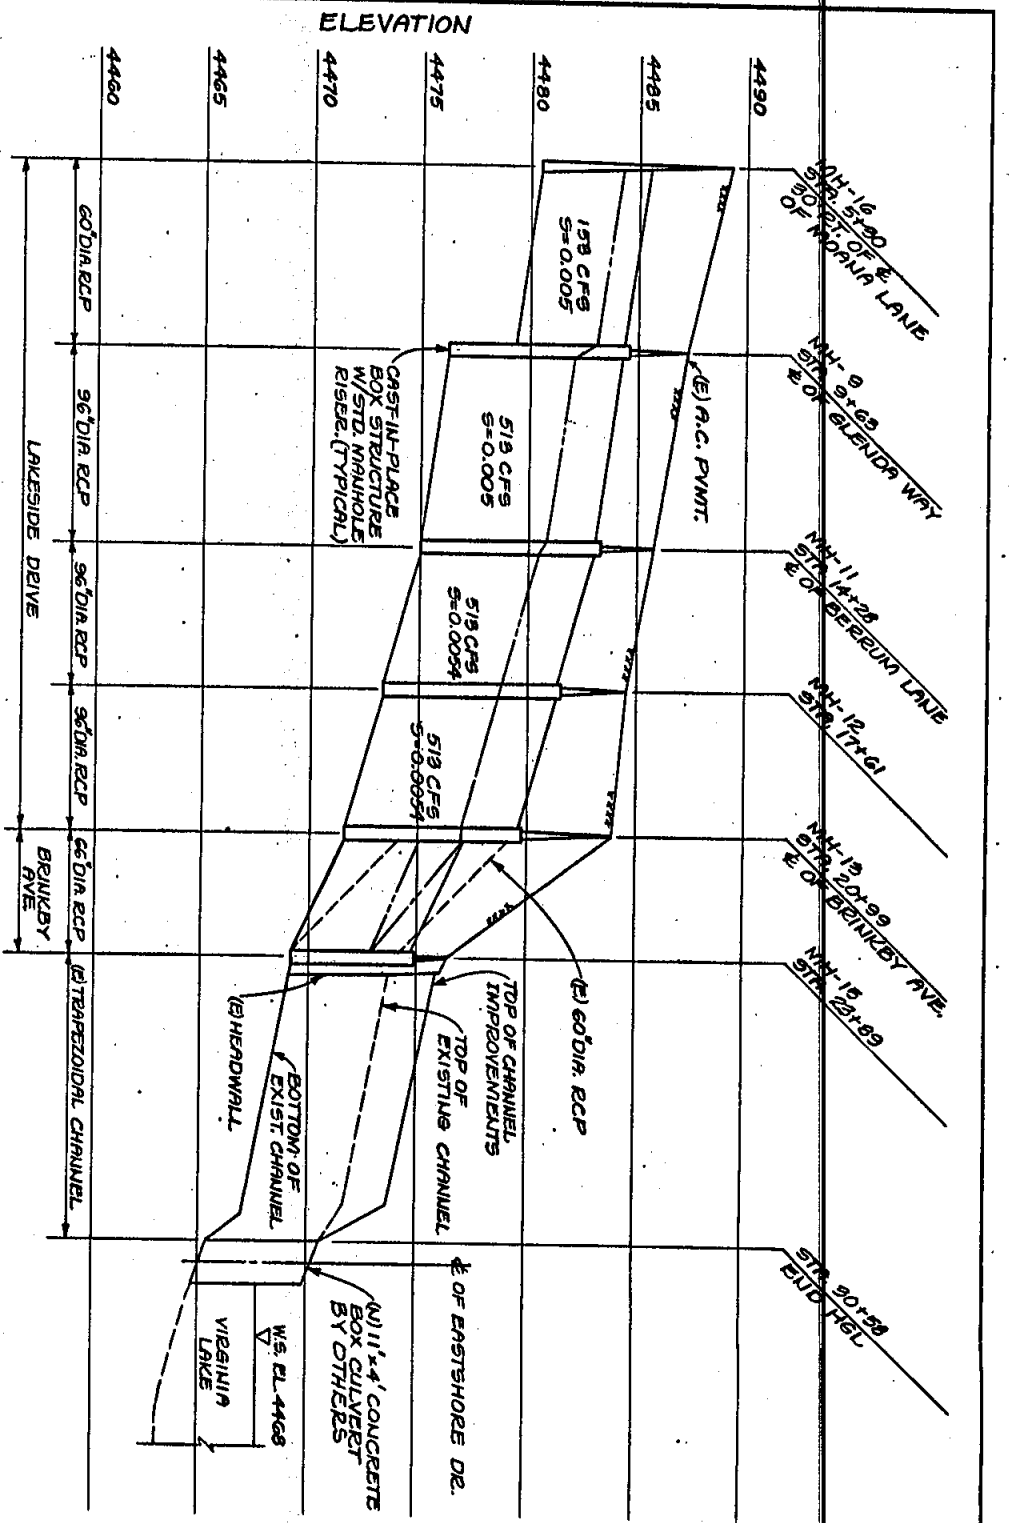 ELEVATION
4490
4485
4480
4475
4470
4465
4460
MH-16
STA. 5+90
30' RT. OF ℄
OF MOANA LANE
MH-9
STA. 9+63
℄ OF GLENDA WAY
MH-11
STA. 14+28
℄ OF BERRUM LANE
MH-12
STA. 17+61
MH-13
STA. 20+99
℄ OF BRINKBY AVE.
MH-15
STA. 23+89
STA. 30+58
END HGL
(E) A.C. PVMT.
158 CFS
S=0.005
513 CFS
S=0.005
513 CFS
S=0.0054
513 CFS
S=0.0054
CAST-IN-PLACE
BOX STRUCTURE
W/STD. MANHOLE
RISER.(TYPICAL)
(E) 60"DIA. RCP
TOP OF CHANNEL
IMPROVEMENTS
TOP OF
EXISTING CHANNEL
(E) HEADWALL
BOTTOM OF
EXIST. CHANNEL
℄ OF EASTSHORE DR.
(N) 11'x4' CONCRETE
BOX CULVERT
BY OTHERS
W.S. EL. 4468
VIRGINIA
LAKE
60"DIA. RCP
96"DIA. RCP
96"DIA. RCP
96"DIA. RCP
66"DIA. RCP
(E) TRAPEZOIDAL CHANNEL
LAKESIDE DRIVE
BRINKBY
AVE.